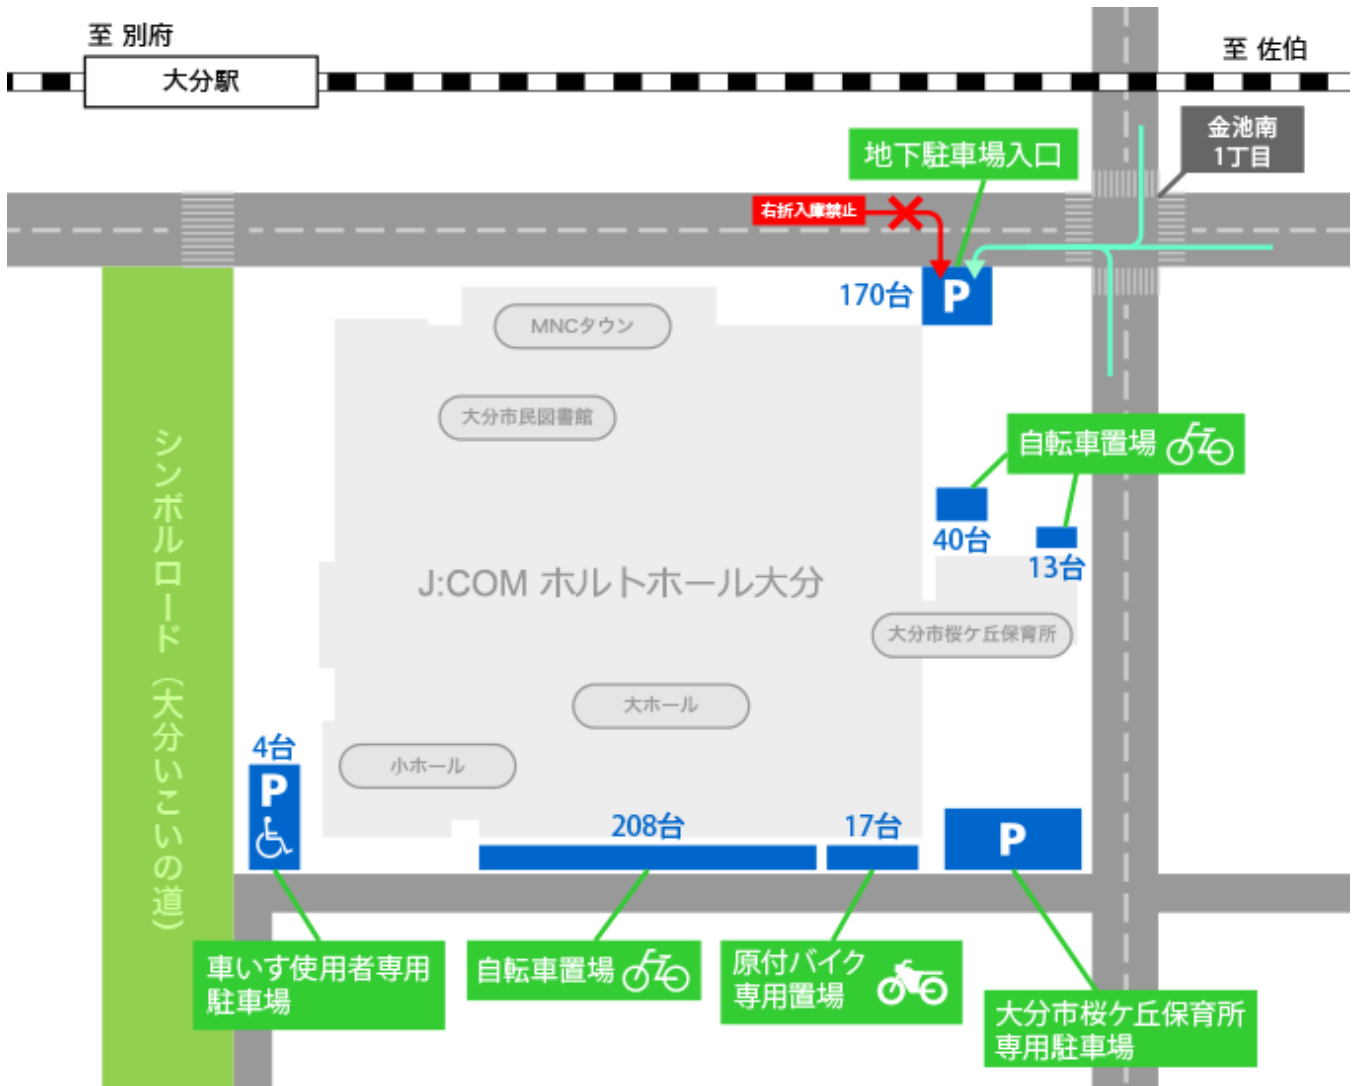 至 別府
至 佐伯
大分駅
金池南
1丁目
地下駐車場入口
右折入庫禁止
170台
P
MNCタウン
大分市民図書館
自転車置場
40台
13台
J:COM ホルトホール大分
大分市桜ケ丘保育所
大ホール
小ホール
シンボルロード（大分いこいの道）
4台
P
208台
17台
P
車いす使用者専用
駐車場
自転車置場
原付バイク
専用置場
大分市桜ケ丘保育所
専用駐車場